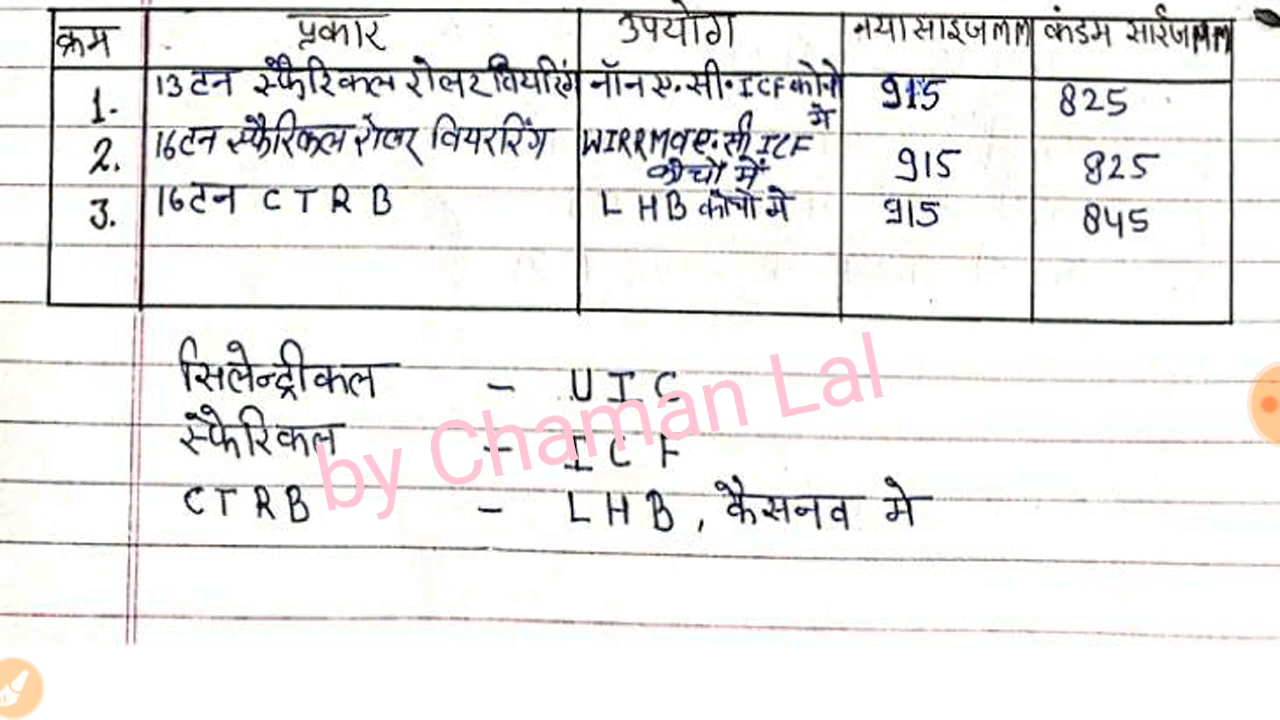 क्रम प्रकार उपयोग नया साइज mm कंडम साईज mm
1. 13 टन स्फैरिकल रोलर वियरिंग नॉन ए.सी. ICF कोचो में 915 825
2. 16 टन स्फैरिकल रोलर वियररिंग WIRRM व ए.सी ICF कोचों में 915 825
3. 16 टन CTRB LHB कोचो मे 915 845
सिलेन्ड्रीकल - UIC
स्फैरिकल - ICF
CTRB - LHB, कैसनव मे
by Chaman Lal